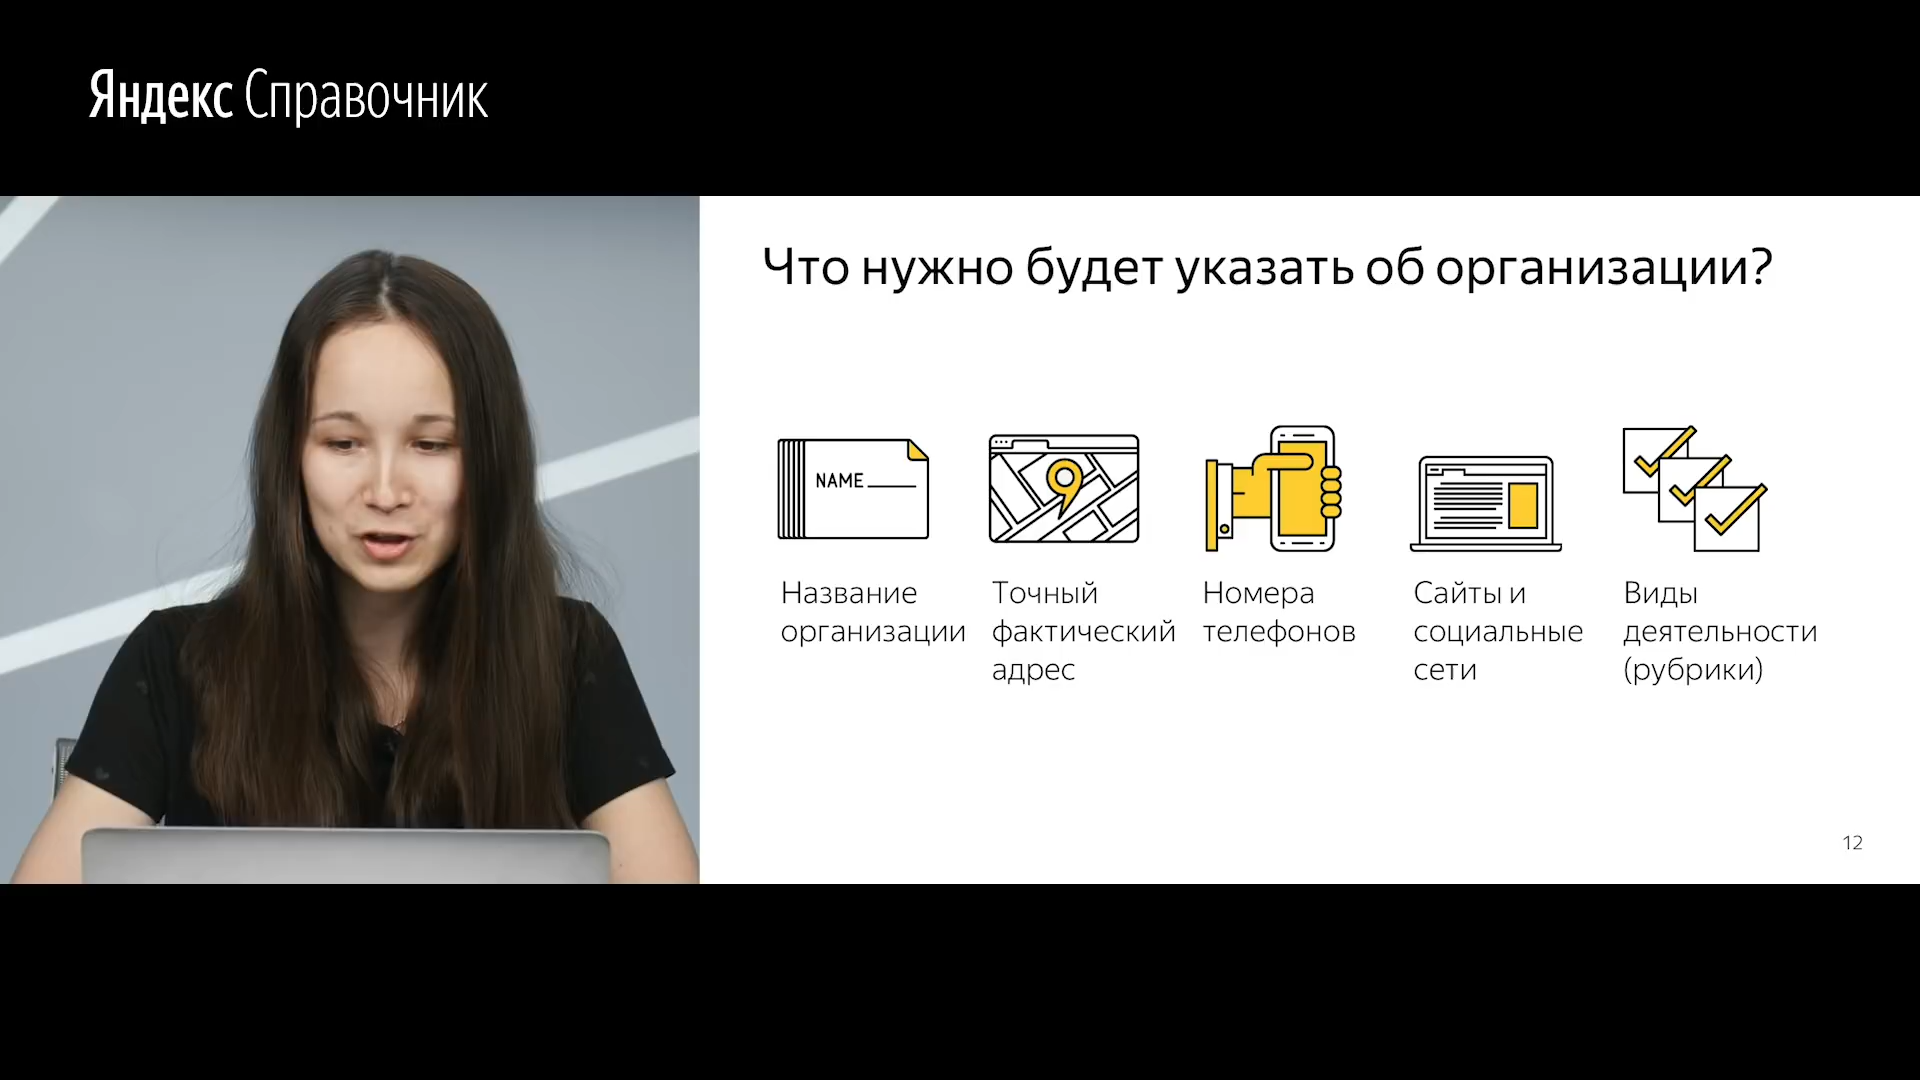 Яндекс Справочник
Что нужно будет указать об организации?
NAME
Название
организации
Точный
фактический
адрес
Номера
телефонов
Сайты и
социальные
сети
Виды
деятельности
(рубрики)
12